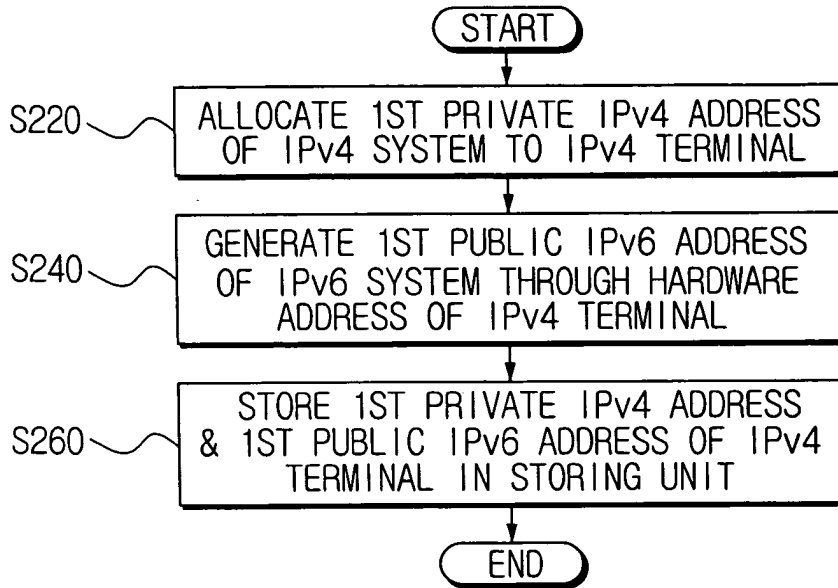 START
S220
ALLOCATE 1ST PRIVATE IPv4 ADDRESS
OF IPv4 SYSTEM TO IPv4 TERMINAL
S240
GENERATE 1ST PUBLIC IPv6 ADDRESS
OF IPv6 SYSTEM THROUGH HARDWARE
ADDRESS OF IPv4 TERMINAL
S260
STORE 1ST PRIVATE IPv4 ADDRESS
& 1ST PUBLIC IPv6 ADDRESS OF IPv4
TERMINAL IN STORING UNIT
END